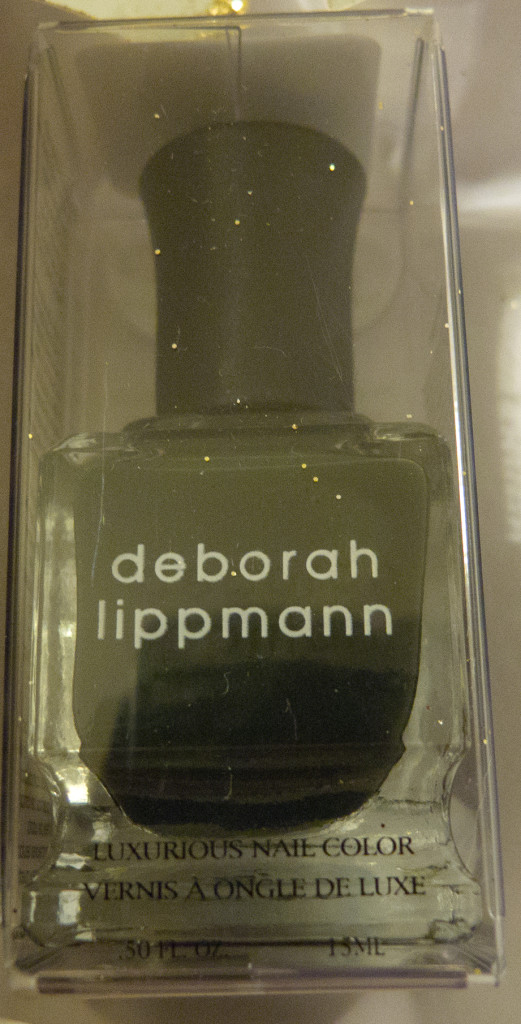 deborah
lippmann
LUXURIOUS NAIL COLOR
VERNIS À ONGLE DE LUXE
.50 FL. OZ. 15ML